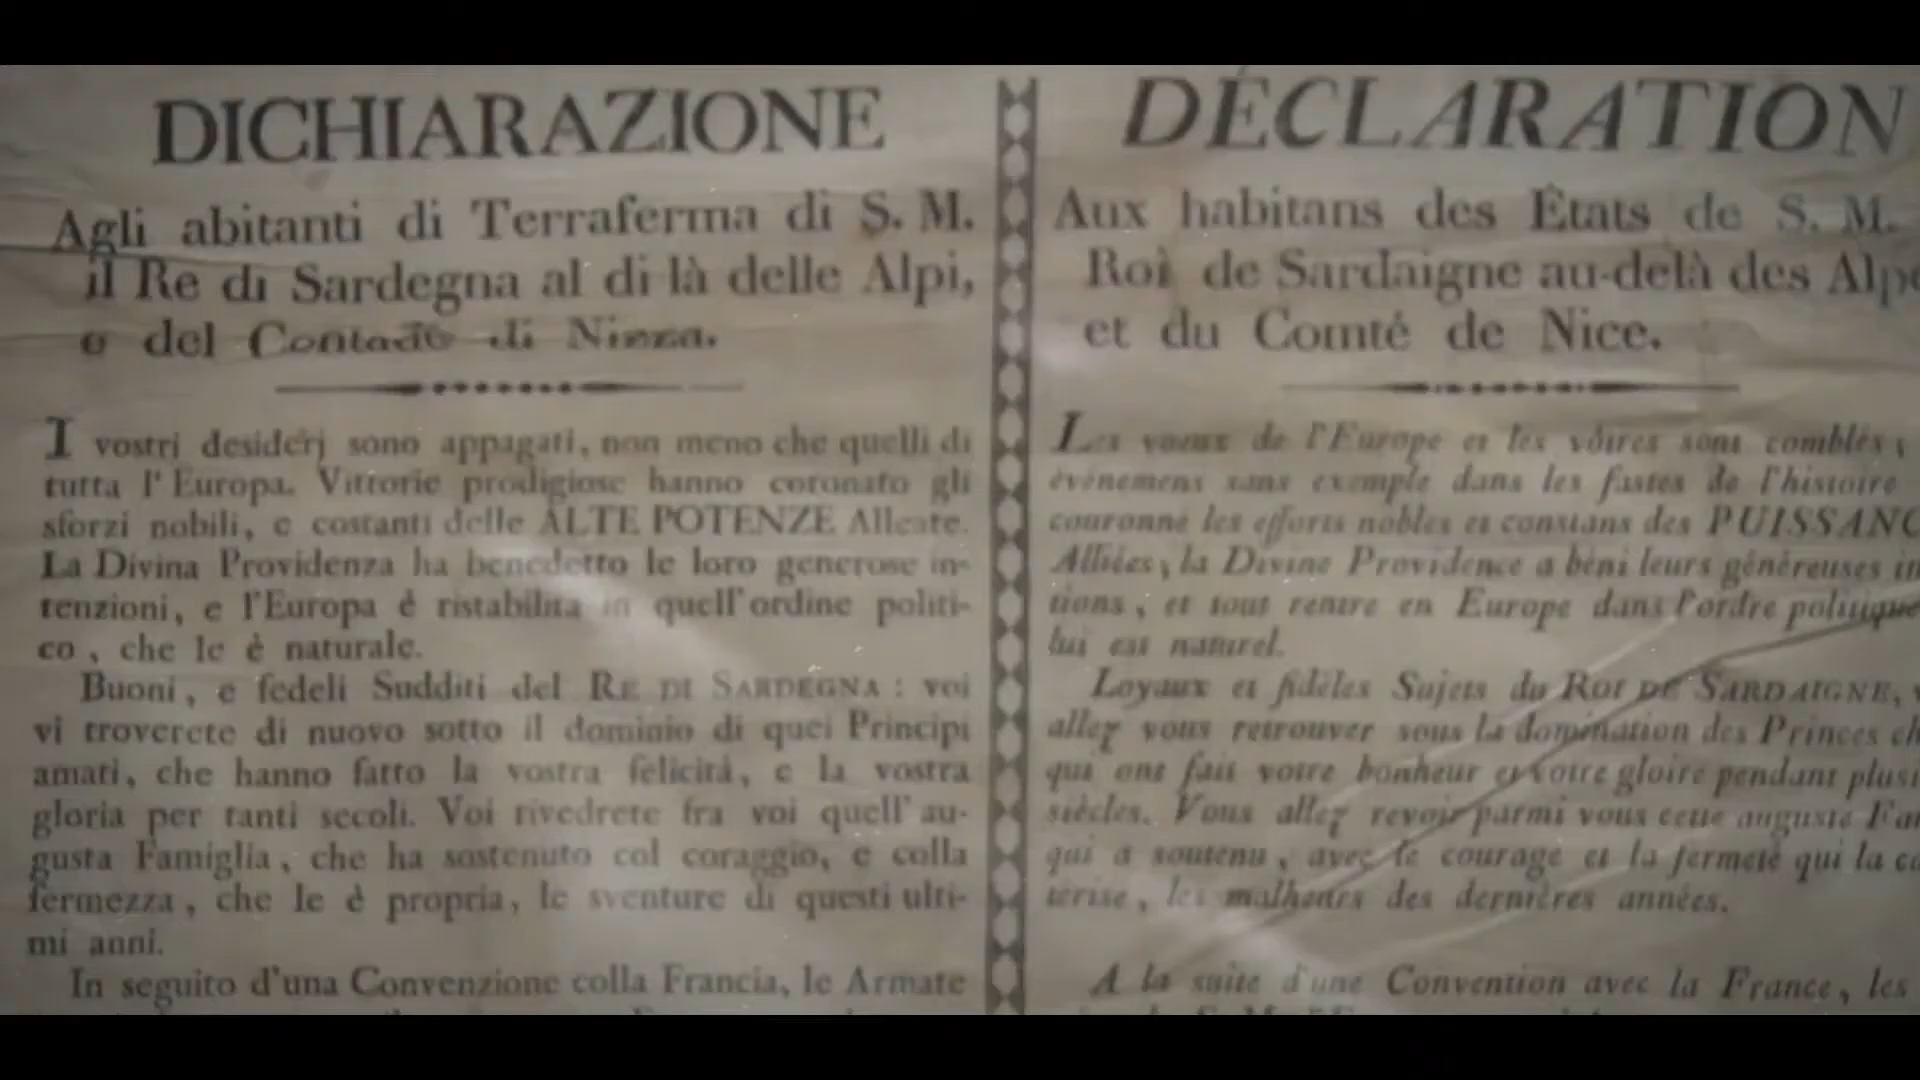 DICHIARAZIONE
Agli abitanti di Terraferma di S. M.
il Re di Sardegna al di là delle Alpi,
e del Contado di Nizza.
I vostri desiderj sono appagati, non meno che quelli di
tutta l'Europa. Vittorie prodigiose hanno coronato gli
sforzi nobili, e costanti delle ALTE POTENZE Alleate.
La Divina Providenza ha benedetto le loro generose in-
tenzioni, e l'Europa è ristabilita in quell'ordine politi-
co, che le è naturale.
Buoni, e fedeli Sudditi del RE DI SARDEGNA: voi
vi troverete di nuovo sotto il dominio di quei Principi
amati, che hanno fatto la vostra felicità, e la vostra
gloria per tanti secoli. Voi rivedrete fra voi quell'au-
gusta Famiglia, che ha sostenuto col coraggio, e colla
fermezza, che le è propria, le sventure di questi ulti-
mi anni.
In seguito d'una Convenzione colla Francia, le Armate
DÉCLARATION
Aux habitans des États de S. M.
Roi de Sardaigne au-delà des
et du Comté de Nice.
Les voeux de l'Europe et les vôtres sont comblés;
événemens sans exemple dans les fastes de l'histoire
couronné les efforts nobles et constans des
Alliées; la Divine Providence a béni leurs généreuses
tions, et tout rentre en Europe dans l'ordre politique
lui est naturel.
Loyaux et fidèles Sujets du ROI DE SARDAIGNE,
allez vous retrouver sous la domination des Princes
qui ont fait votre bonheur et votre gloire pendant
siècles. Vous allez revoir parmi vous cette auguste
qui a soutenu, avec le courage et la fermeté qui la
térise, les malheurs des dernières années.
A la suite d'une Convention avec la France, les